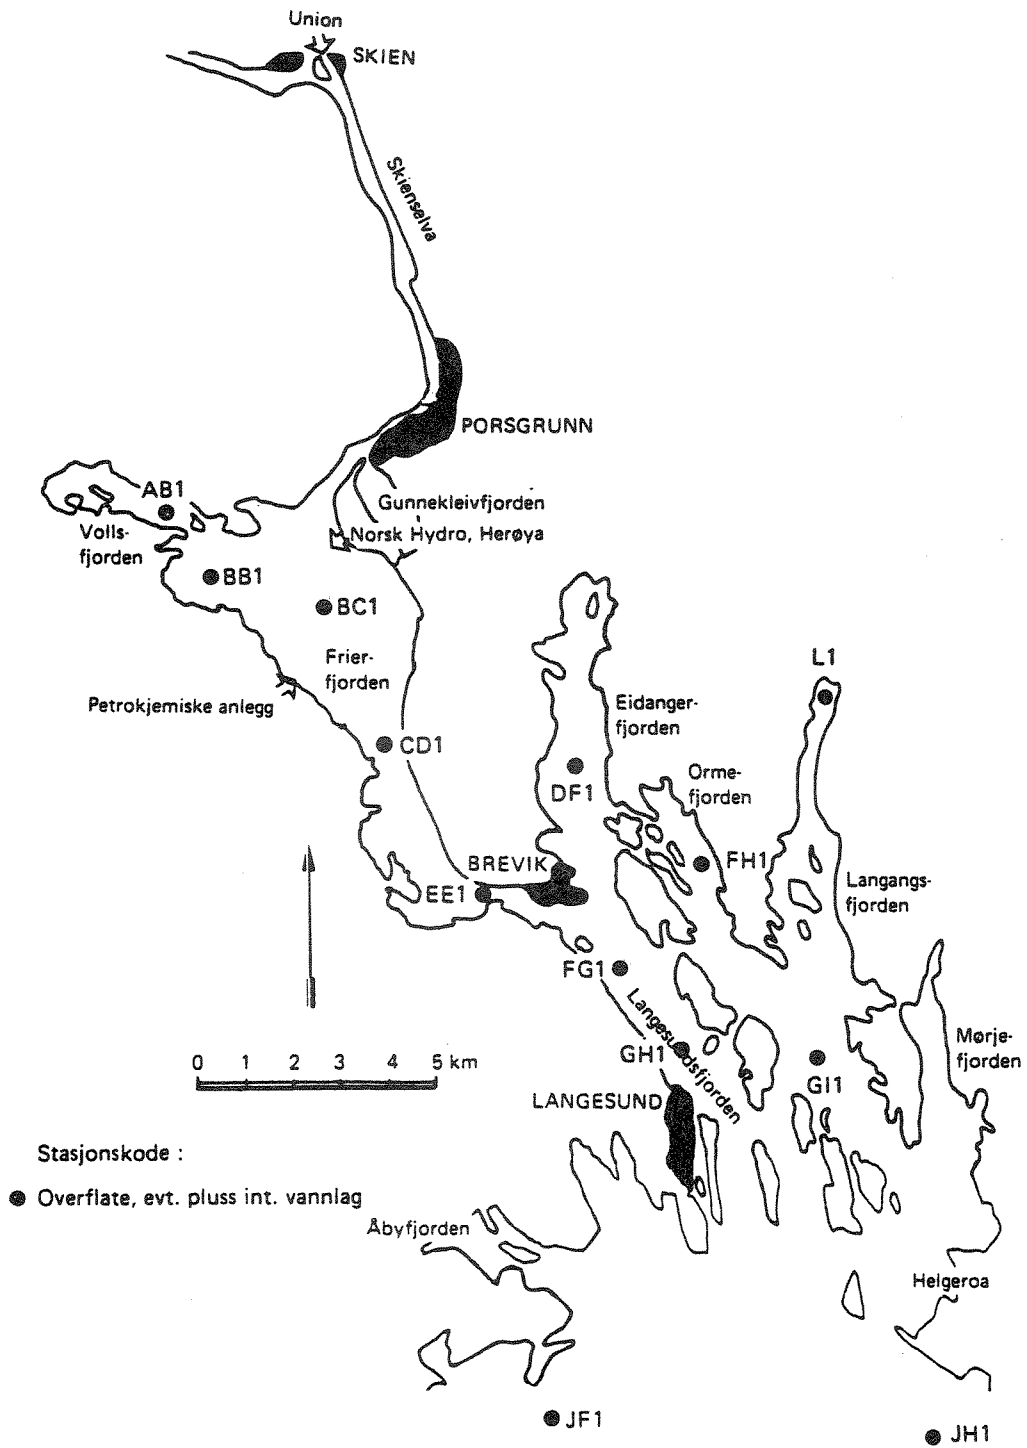 Union
SKIEN
Skienselva
PORSGRUNN
AB1
Gunnekleivfjorden
Volls-
fjorden
Norsk Hydro, Herøya
BB1
BC1
Frier-
fjorden
L1
Petrokjemiske anlegg
Eidanger-
fjorden
CD1
Orme-
fjorden
DF1
BREVIK
FH1
EE1
Langangs-
fjorden
FG1
Langesundsfjorden
Mørje-
fjorden
GH1
GI1
0 1 2 3 4 5 km
LANGESUND
Stasjonskode :
Overflate, evt. pluss int. vannlag
Åbyfjorden
Helgeroa
JF1
JH1